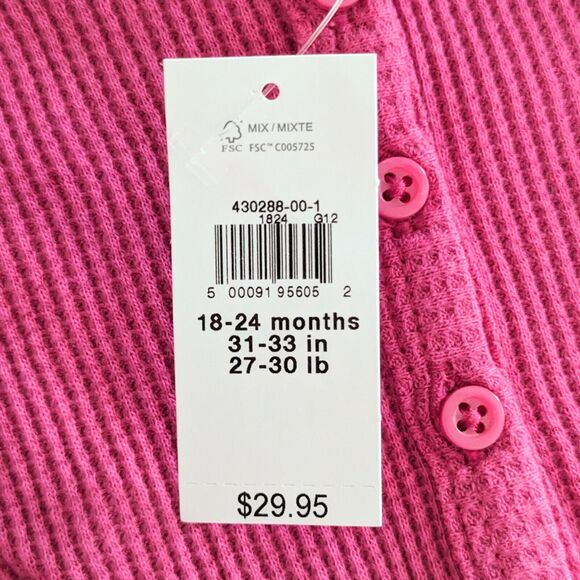 MIX / MIXTE
FSC FSC™ C005725
430288-00-1
1824 G12
5 00091 95605 2
18-24 months
31-33 in
27-30 lb
$29.95